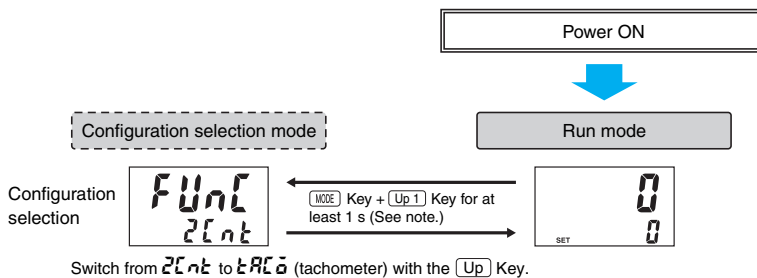 Power ON
Configuration selection mode
Run mode
Configuration
selection
FUnC
2Cnt
MODE Key + Up 1 Key for at
least 1 s (See note.)
0
SET 0
Switch from 2Cnt to tACo (tachometer) with the Up Key.